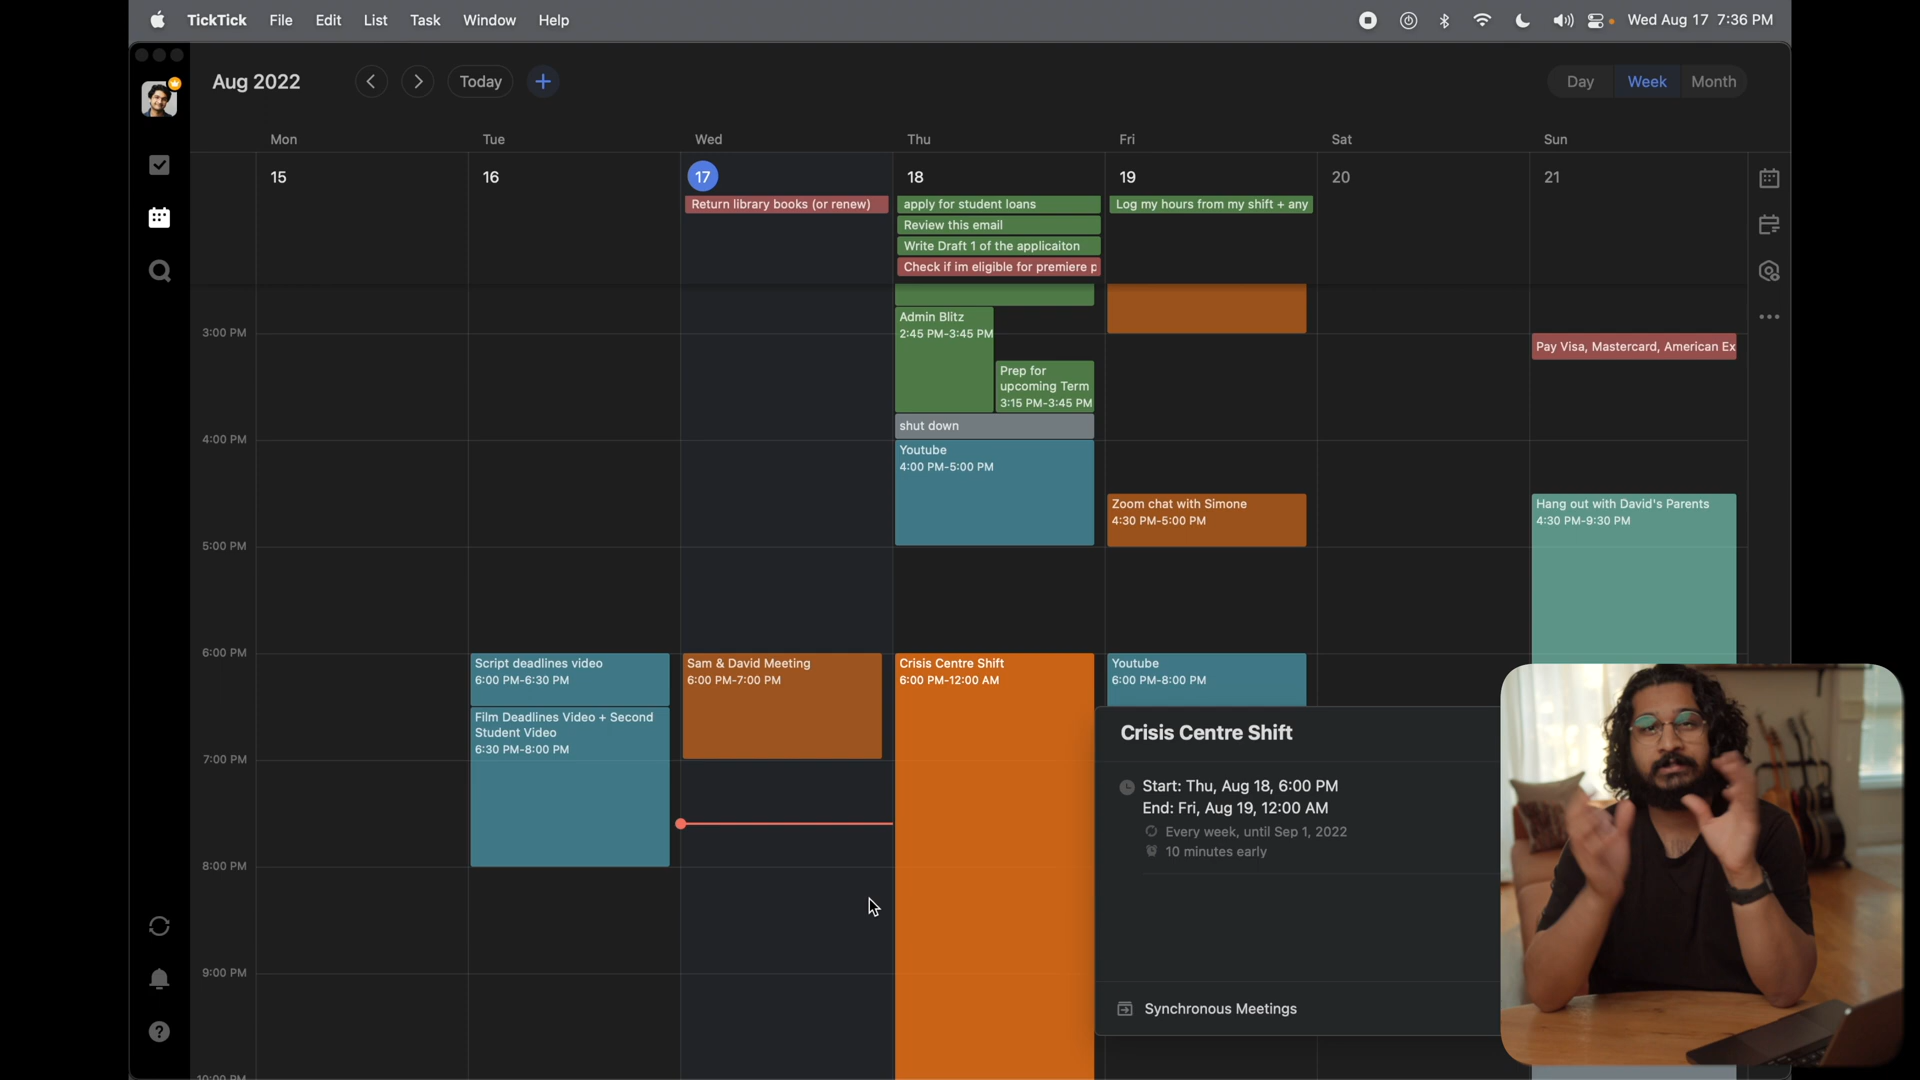 TickTick File Edit List Task Window Help Wed Aug 17 7:36 PM
Aug 2022 Today Day Week Month
Mon Tue Wed Thu Fri Sat Sun
15 16 17 18 19 20 21
Return library books (or renew)
apply for student loans
Review this email
Write Draft 1 of the applicaiton
Check if im eligible for premiere p
Log my hours from my shift + any
3:00 PM
4:00 PM
5:00 PM
6:00 PM
7:00 PM
8:00 PM
9:00 PM
10:00 PM
Script deadlines video
6:00 PM-6:30 PM
Film Deadlines Video + Second
Student Video
6:30 PM-8:00 PM
Sam & David Meeting
6:00 PM-7:00 PM
Admin Blitz
2:45 PM-3:45 PM
Prep for
upcoming Term
3:15 PM-3:45 PM
shut down
Youtube
4:00 PM-5:00 PM
Crisis Centre Shift
6:00 PM-12:00 AM
Zoom chat with Simone
4:30 PM-5:00 PM
Youtube
6:00 PM-8:00 PM
Pay Visa, Mastercard, American Ex
Hang out with David's Parents
4:30 PM-9:30 PM
Crisis Centre Shift
Start: Thu, Aug 18, 6:00 PM
End: Fri, Aug 19, 12:00 AM
Every week, until Sep 1, 2022
10 minutes early
Synchronous Meetings